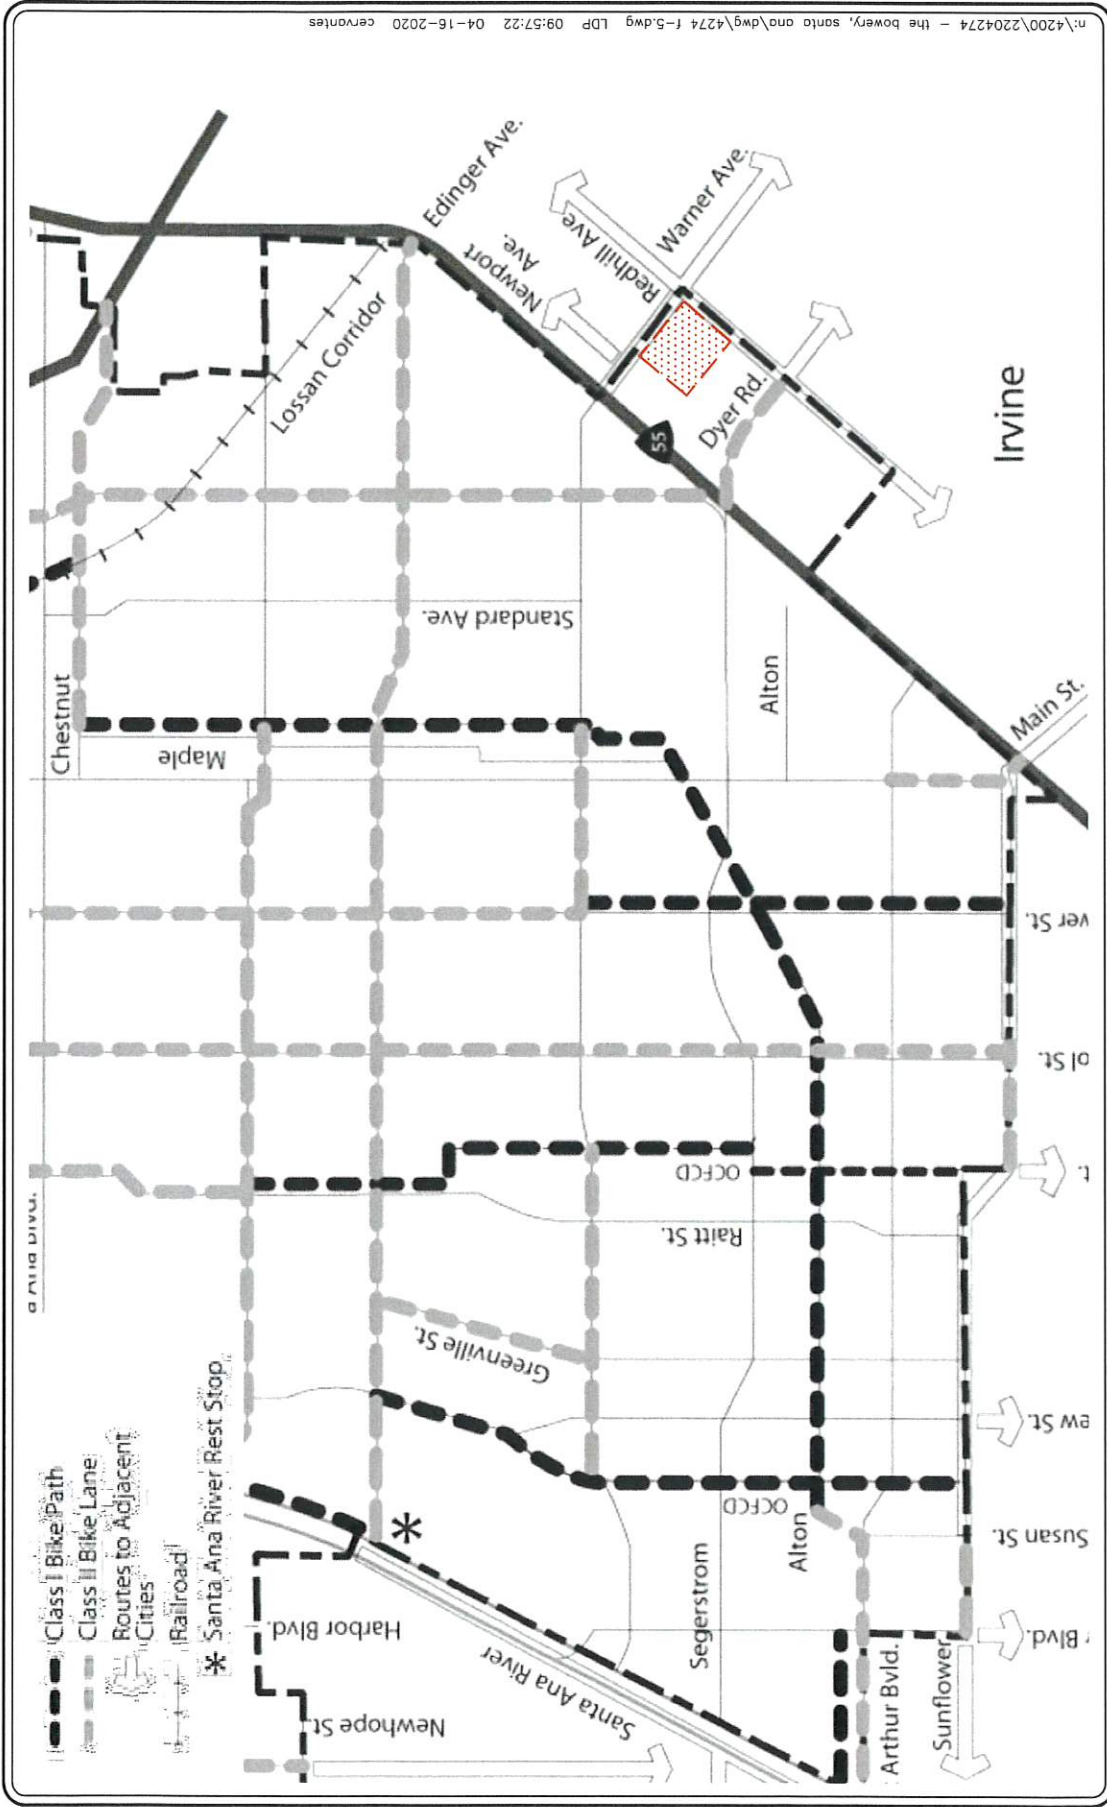 n:\4200\2204274 - the bowery, santa ana\dwg\4274 f-5.dwg LDP 09:57:22 04-16-2020 cervantes
Class I Bike Path
Class II Bike Lane
Routes to Adjacent
Cities
Railroad
* Santa Ana River Rest Stop
Edinger Ave.
Newport
Ave.
Redhill Ave.
Warner Ave.
Lossan Corridor
55
Dyer Rd.
Irvine
Standard Ave.
Chestnut
Maple
Alton
Main St.
ver St.
ol St.
a Ana Blvd.
OCFCD
t.
Raitt St.
Greenville St.
ew St.
*
OCFCD
Alton
Susan St.
Segerstrom
Harbor Blvd.
Santa Ana River
Newhope St.
Arthur Bvld.
Sunflower
r Blvd.